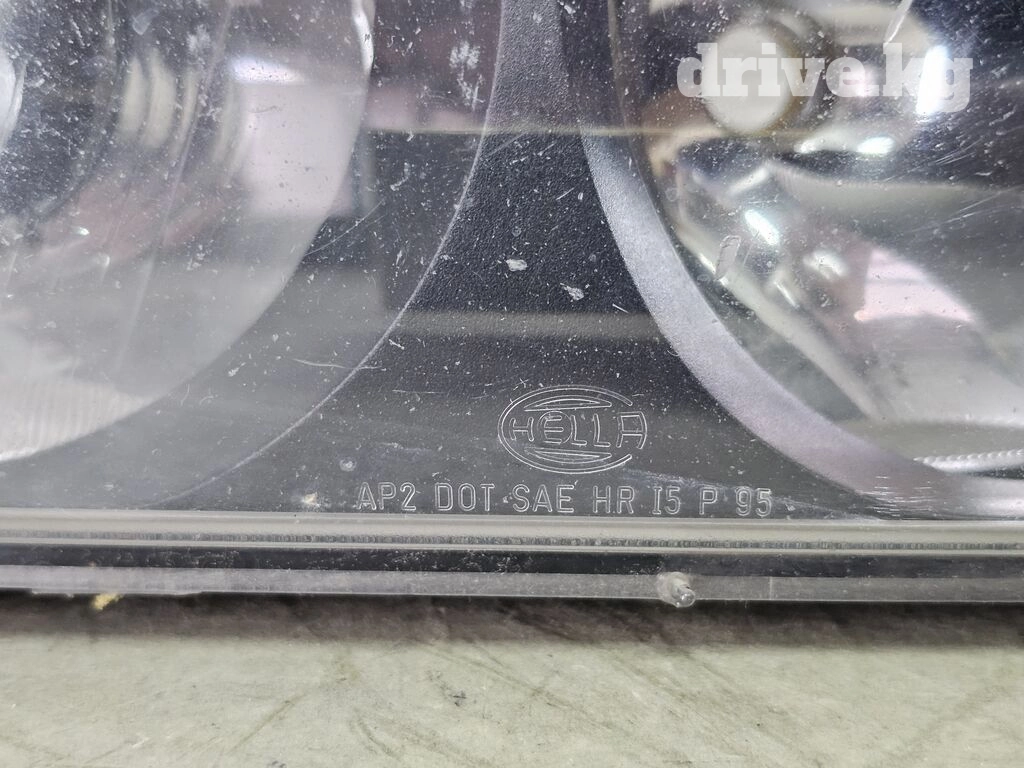 drive.kg
HELLA
AP2 DOT SAE HR I5 P 95